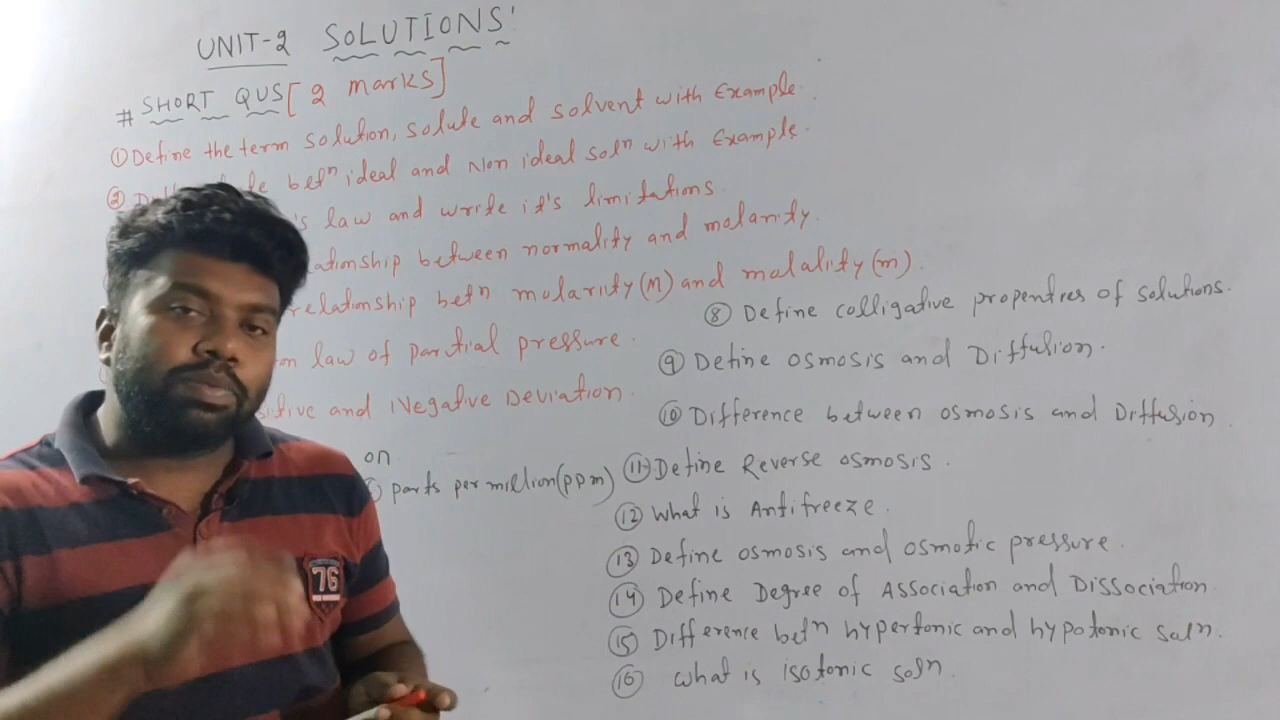 UNIT-2 SOLUTIONS!
# SHORT QUS [2 marks]
① Define the term solution, solute and solvent with Example.
② betn ideal and Non ideal soln with Example.
's law and write it's limitations
ationship between normality and molarity.
relationship betn molarity (M) and molality (m).
on law of partial pressure.
sitive and Negative Deviation.
on
parts per million (ppm)
⑧ Define colligative properties of solutions.
⑨ Define osmosis and Diffusion.
⑩ Difference between osmosis and Diffusion.
⑪ Define Reverse osmosis.
⑫ What is Antifreeze.
⑬ Define osmosis and osmotic pressure.
⑭ Define Degree of Association and Dissociation.
⑮ Difference betn hypertonic and hypotonic soln.
⑯ what is isotonic soln.
76